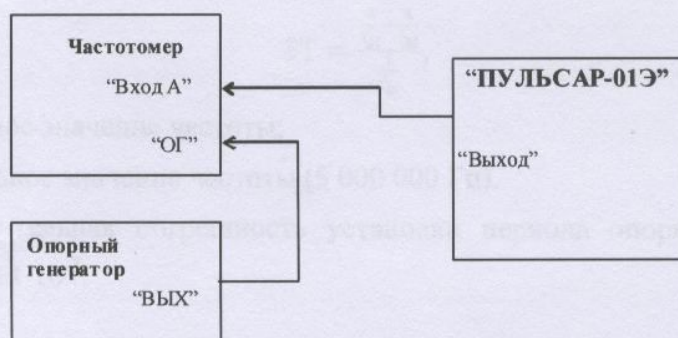 Частотомер
“Вход А”
“ОГ”
“ПУЛЬСАР-01Э”
“Выход”
Опорный
генератор
“ВЫХ”
значение частоты;
значение частоты (5 000 000 Гц).
погрешность установки периода